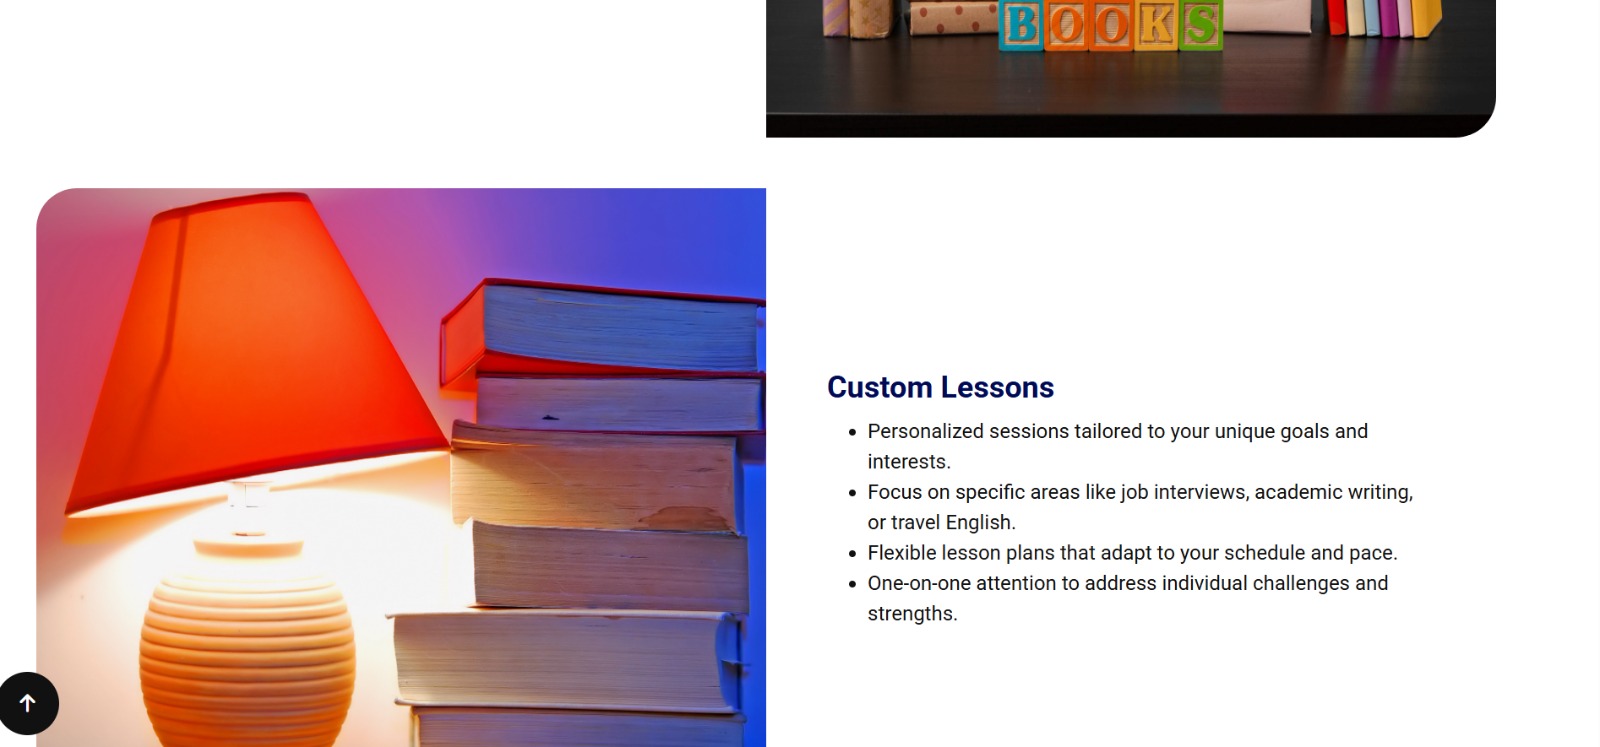 BOOKS
Custom Lessons
Personalized sessions tailored to your unique goals and
interests.
Focus on specific areas like job interviews, academic writing,
or travel English.
Flexible lesson plans that adapt to your schedule and pace.
One-on-one attention to address individual challenges and
strengths.